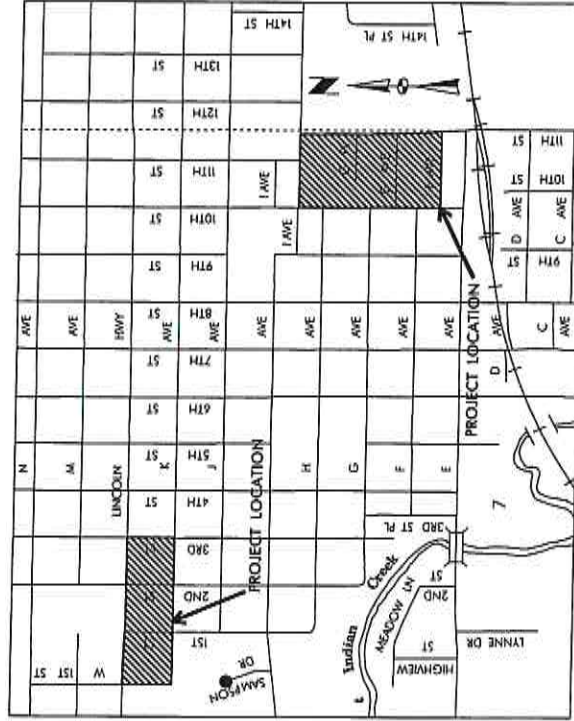 14TH ST
14TH ST PL
13TH ST
12TH ST
11TH ST
10TH ST
9TH ST
8TH ST
7TH ST
6TH ST
5TH ST
4TH ST
3RD
2ND
1ST
W 1ST ST
N AVE
M AVE
LINCOLN HWY
K AVE
J AVE
I AVE
I AVE
AVE
H AVE
G AVE
F AVE
E AVE
N
11TH ST
10TH ST
9TH ST
D AVE
C AVE
D AVE
C AVE
PROJECT LOCATION
PROJECT LOCATION
SAMPSON DR
Indian Creek
MEADOW LN
3RD ST PL
2ND ST
HIGHVIEW ST
LYNNE DR
7